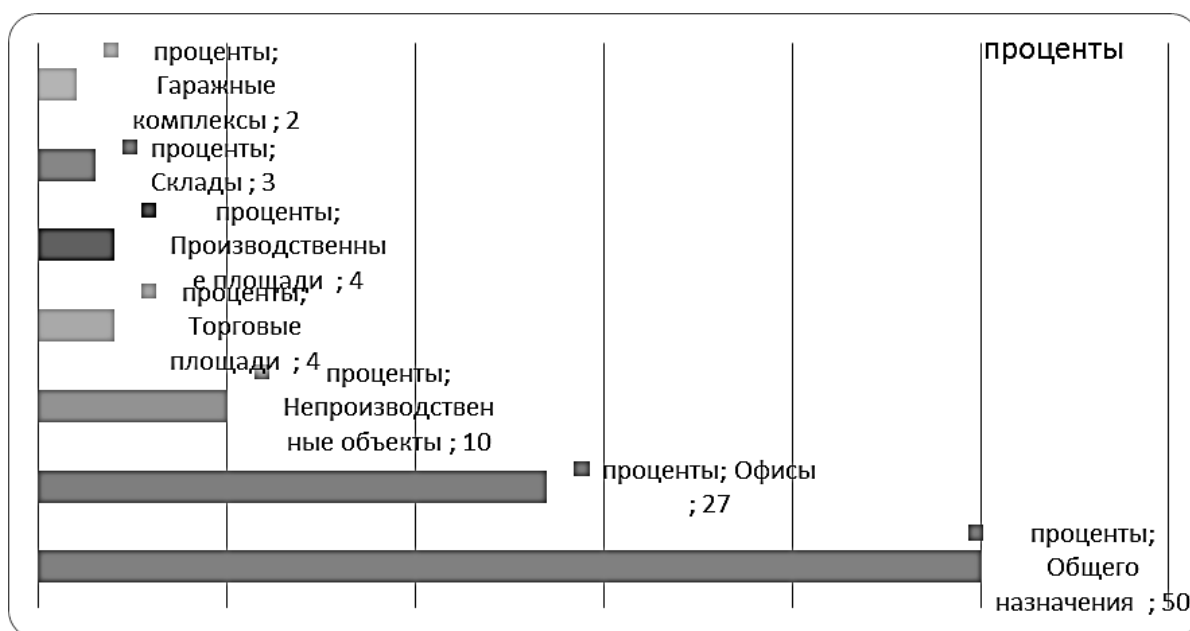 проценты
проценты;
Гаражные
комплексы ; 2
проценты;
Склады ; 3
проценты;
Производственны
е площади ; 4
проценты;
Торговые
площади ; 4
проценты;
Непроизводствен
ные объекты ; 10
проценты; Офисы
; 27
проценты;
Общего
назначения ; 50